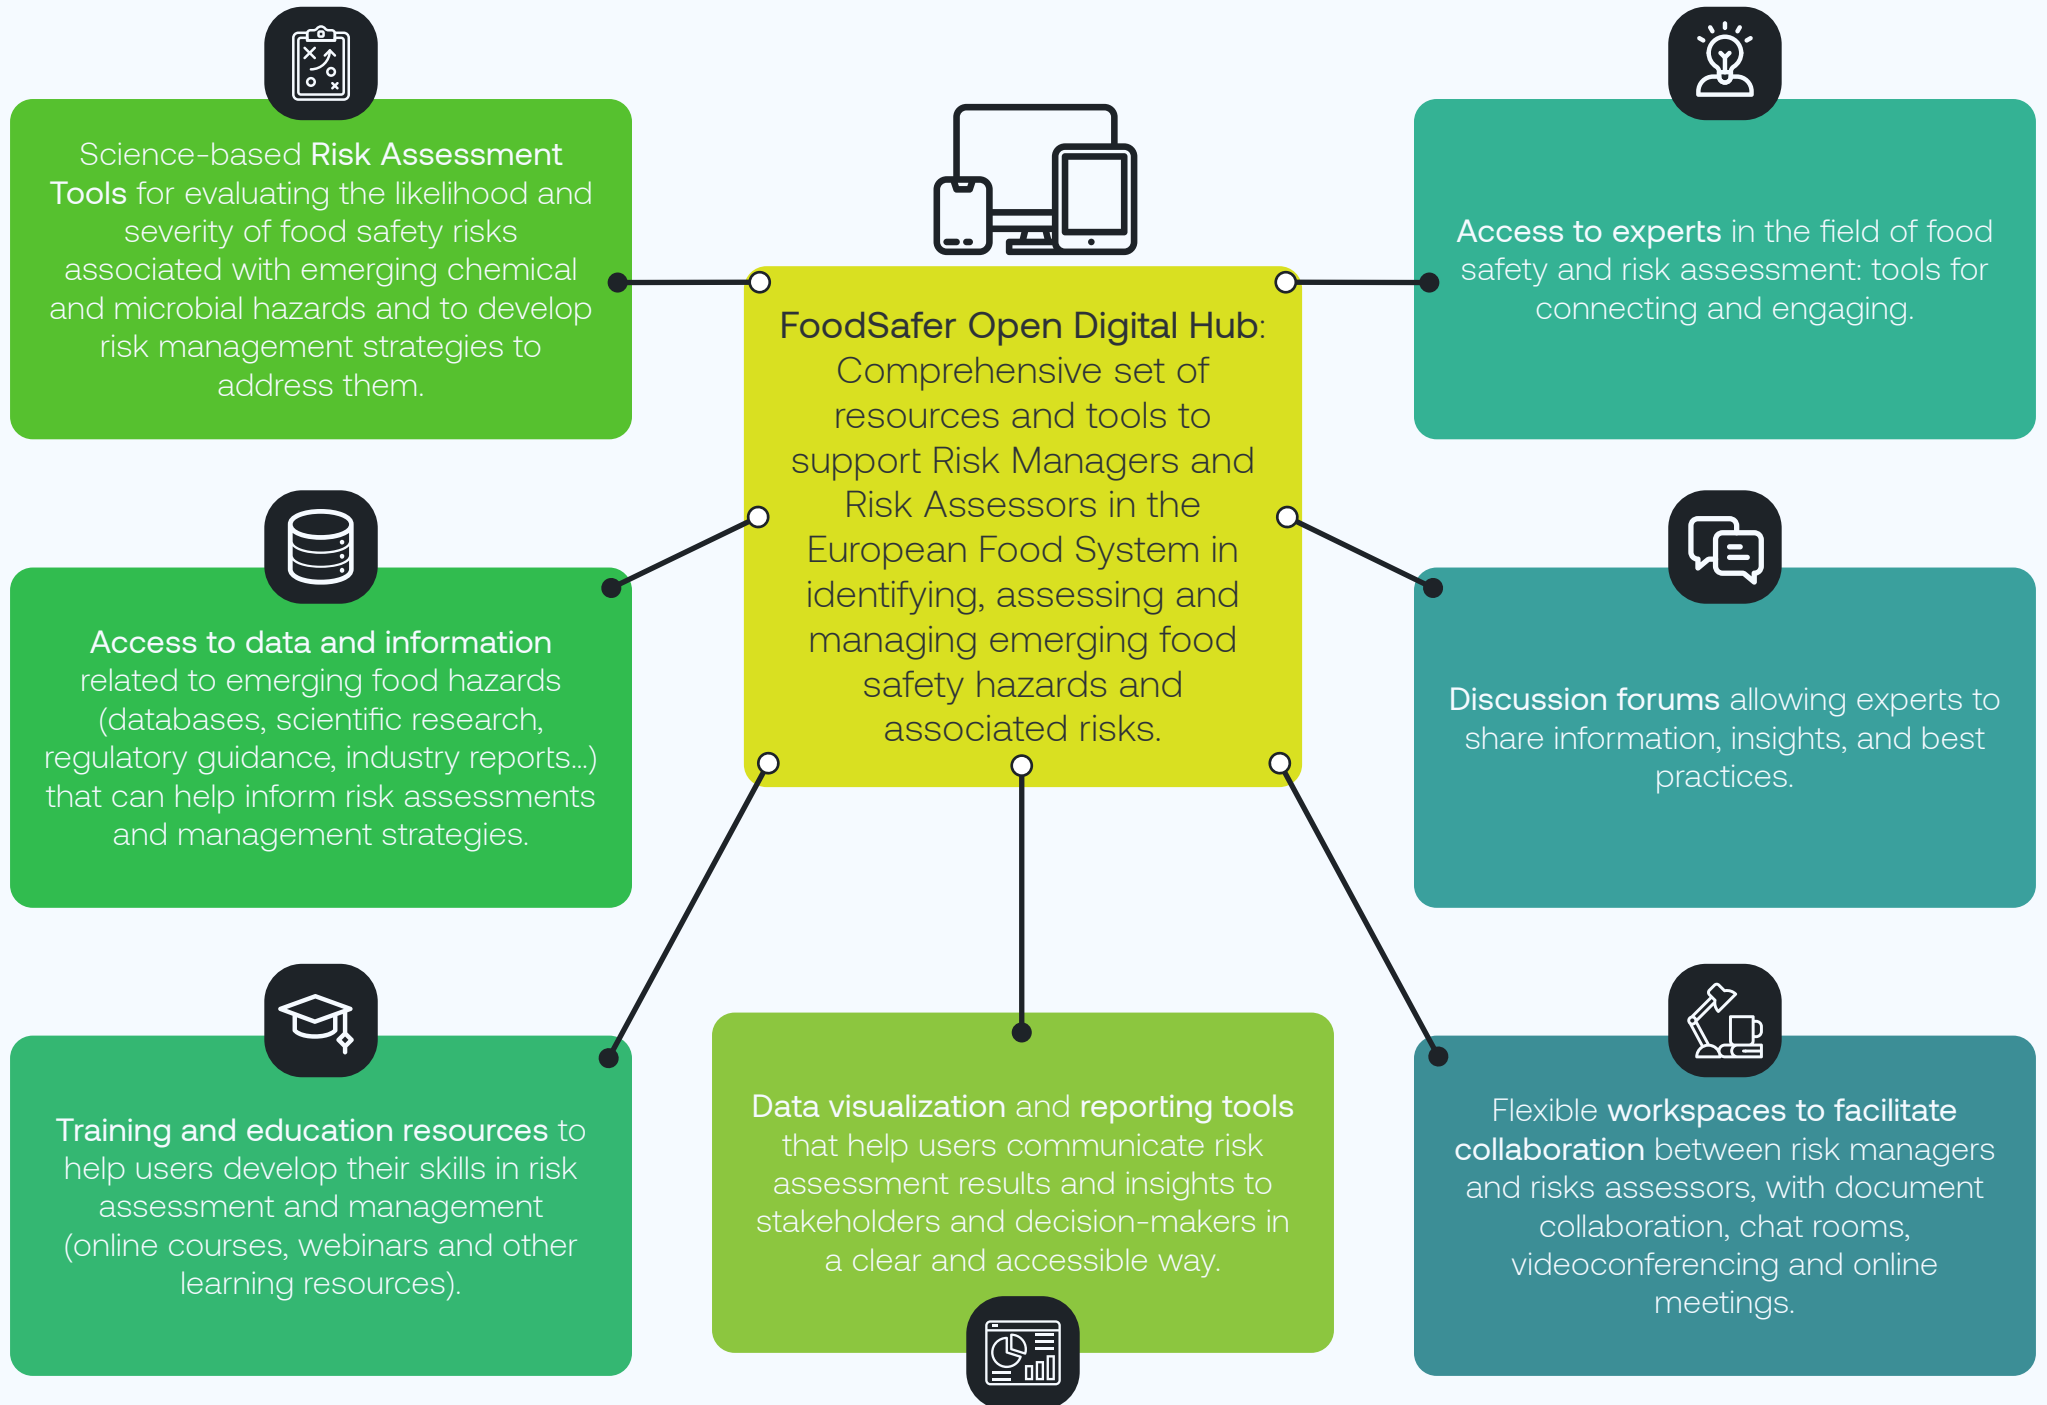 Science-based Risk Assessment
Tools for evaluating the likelihood and
severity of food safety risks
associated with emerging chemical
and microbial hazards and to develop
risk management strategies to
address them.
FoodSafer Open Digital Hub:
Comprehensive set of
resources and tools to
support Risk Managers and
Risk Assessors in the
European Food System in
identifying, assessing and
managing emerging food
safety hazards and
associated risks.
Access to experts in the field of food
safety and risk assessment: tools for
connecting and engaging.
Access to data and information
related to emerging food hazards
(databases, scientific research,
regulatory guidance, industry reports...)
that can help inform risk assessments
and management strategies.
Discussion forums allowing experts to
share information, insights, and best
practices.
Training and education resources to
help users develop their skills in risk
assessment and management
(online courses, webinars and other
learning resources).
Data visualization and reporting tools
that help users communicate risk
assessment results and insights to
stakeholders and decision-makers in
a clear and accessible way.
Flexible workspaces to facilitate
collaboration between risk managers
and risks assessors, with document
collaboration, chat rooms,
videoconferencing and online
meetings.